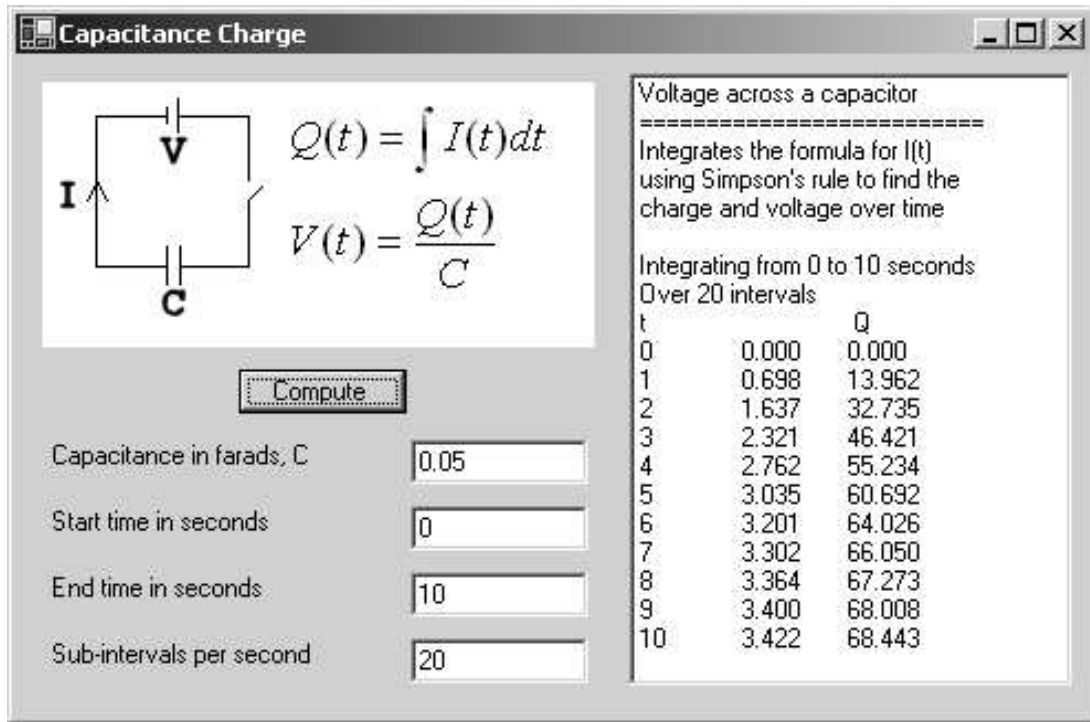 Capacitance Charge
V
I
C
Q(t) = ∫ I(t)dt
V(t) = Q(t) / C
Compute
Capacitance in farads, C
0.05
Start time in seconds
0
End time in seconds
10
Sub-intervals per second
20
Voltage across a capacitor
==========================
Integrates the formula for I(t)
using Simpson's rule to find the
charge and voltage over time
Integrating from 0 to 10 seconds
Over 20 intervals
t Q
0 0.000 0.000
1 0.698 13.962
2 1.637 32.735
3 2.321 46.421
4 2.762 55.234
5 3.035 60.692
6 3.201 64.026
7 3.302 66.050
8 3.364 67.273
9 3.400 68.008
10 3.422 68.443